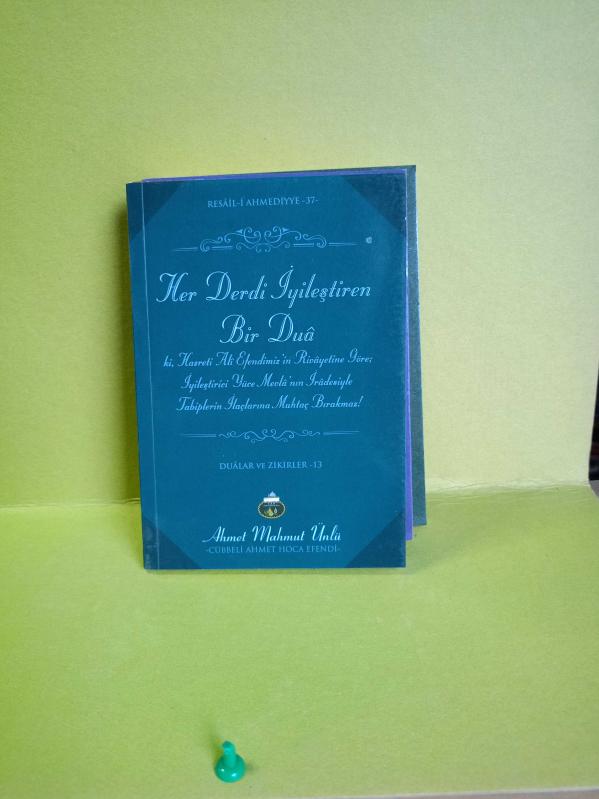 RESÂİL-İ AHMEDİYYE -37-
Her Derdi İyileştiren
Bir Duâ
ki, Hazreti Ali Efendimiz'in Rivâyetine Göre;
İyileştirici Yüce Mevlâ'nın İrâdesiyle
Tabiplerin İlaçlarına Muhtaç Bırakmaz!
DUÂLAR VE ZİKİRLER -13
Ahmet Mahmut Ünlü
-CÜBBELİ AHMET HOCA EFENDİ-